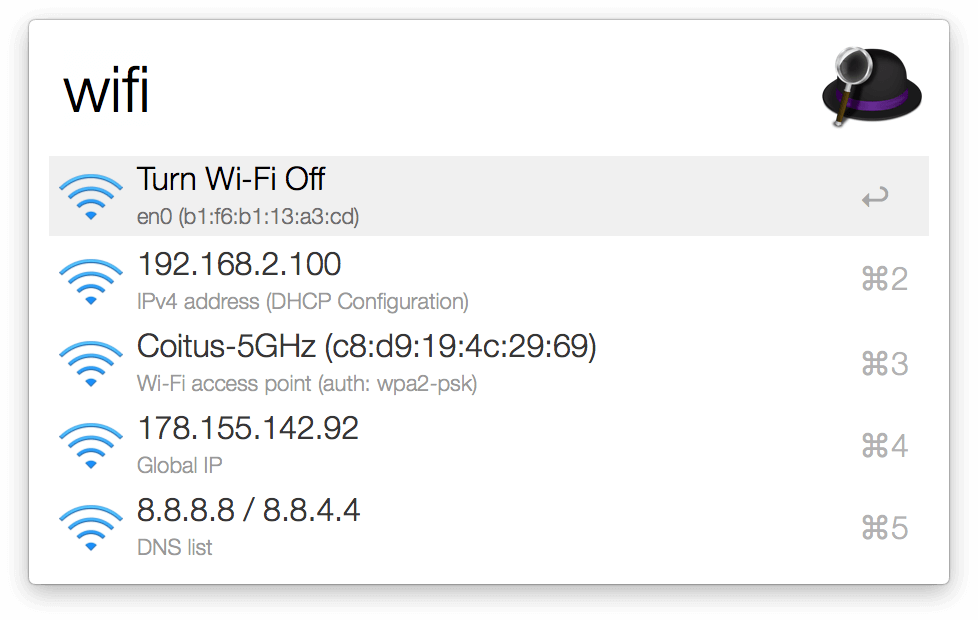 wifi
Turn Wi-Fi Off
en0 (b1:f6:b1:13:a3:cd)
192.168.2.100
⌘2
IPv4 address (DHCP Configuration)
Coitus-5GHz (c8:d9:19:4c:29:69)
⌘3
Wi-Fi access point (auth: wpa2-psk)
178.155.142.92
⌘4
Global IP
8.8.8.8 / 8.8.4.4
⌘5
DNS list